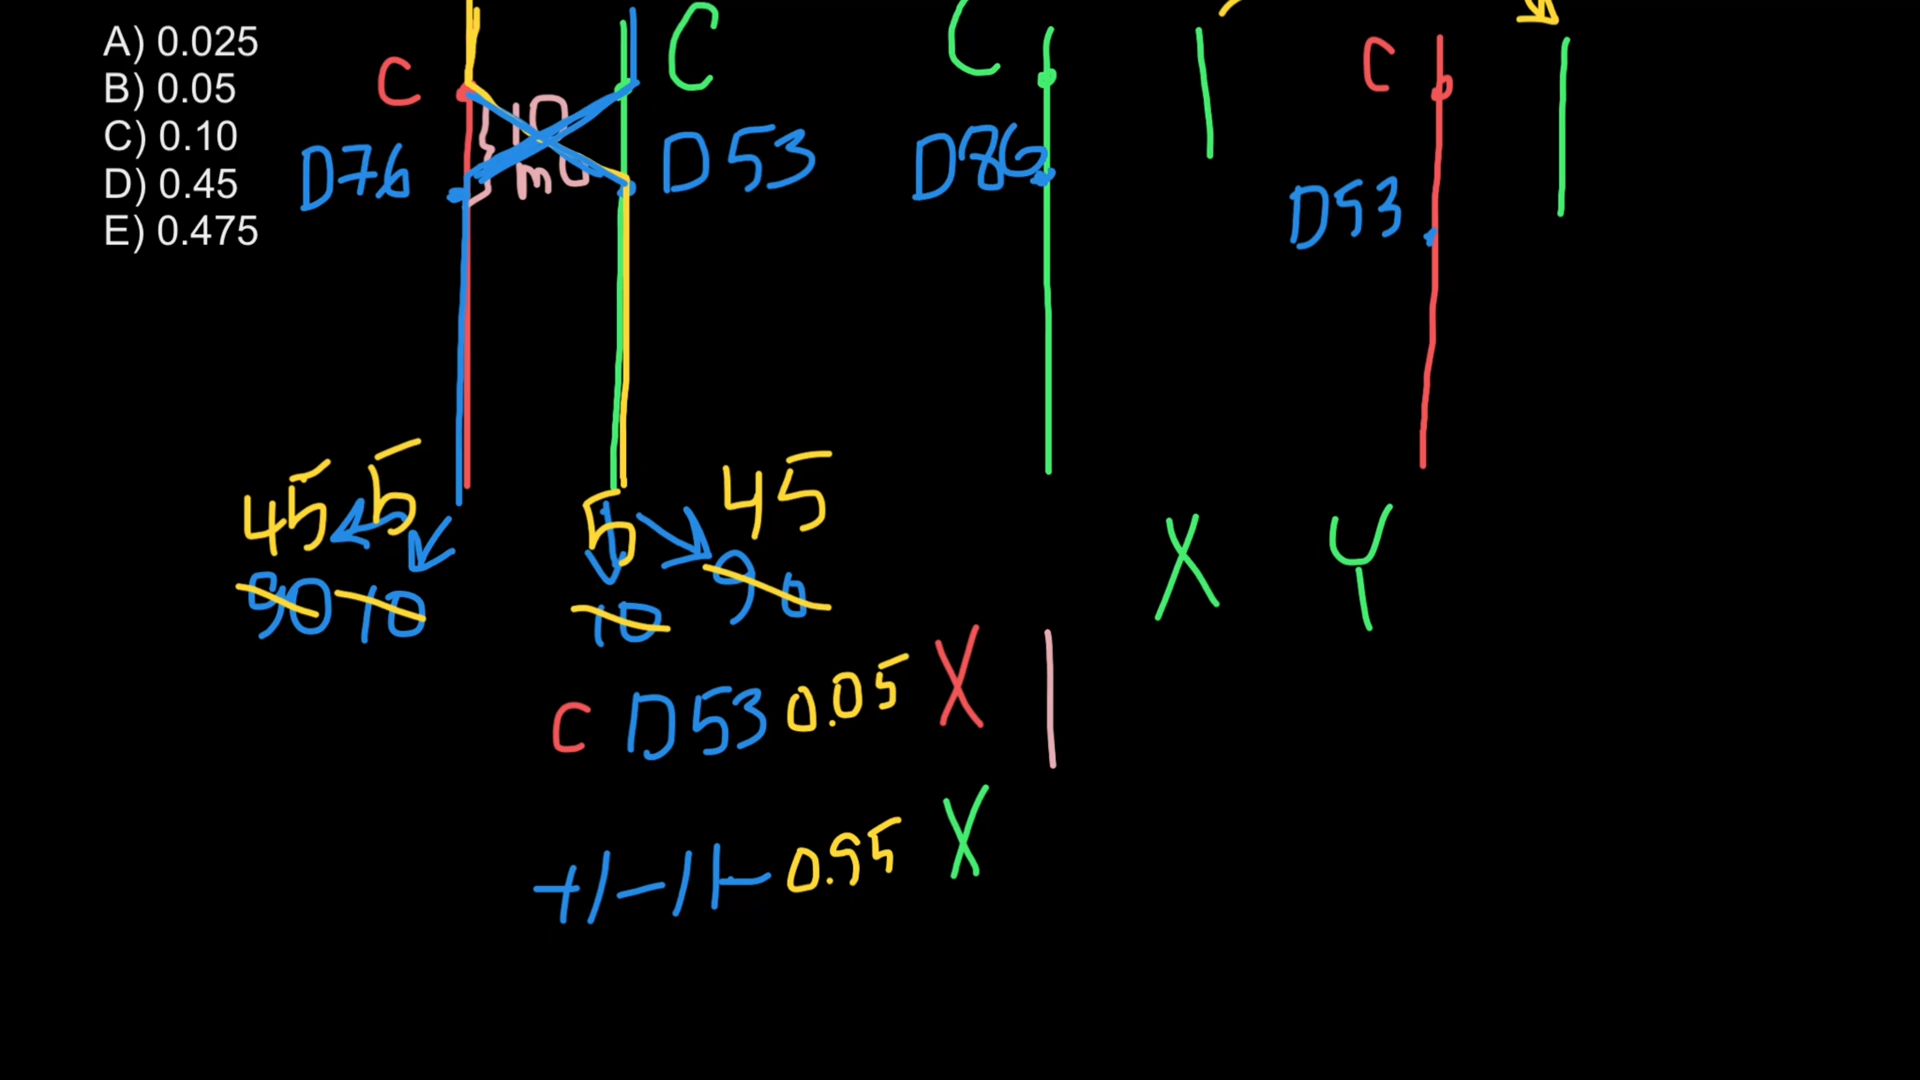 A) 0.025
B) 0.05
C) 0.10
D) 0.45
E) 0.475
c C C c
D76 10 mu D53 D86 D53
45 5 5 45
90 10 10 90
X Y
c D53 0.05 X
+/-/+- 0.95 X